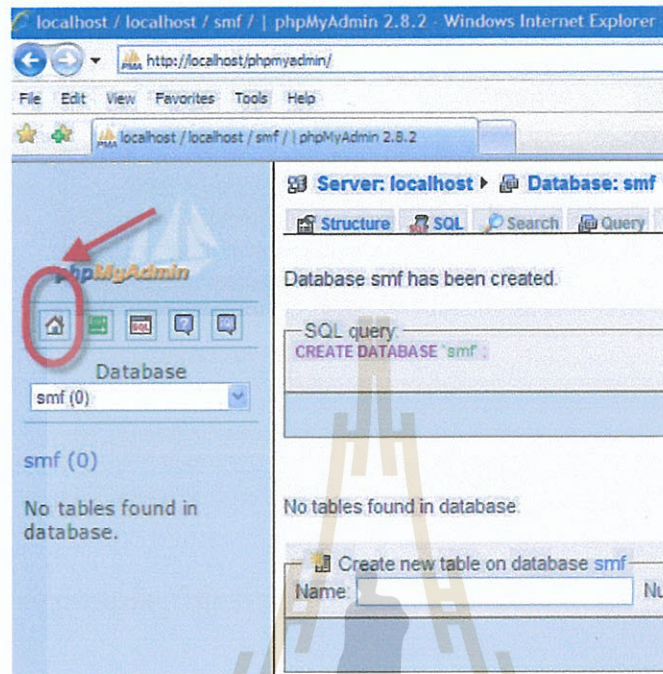 localhost / localhost / smf / | phpMyAdmin 2.8.2 - Windows Internet Explorer
PMA http://localhost/phpmyadmin/
File Edit View Favorites Tools Help
PMA localhost / localhost / smf / | phpMyAdmin 2.8.2
Server: localhost Database: smf
Structure SQL Search Query
phpMyAdmin
Database smf has been created.
SQL
SQL query:
CREATE DATABASE `smf` ;
Database
smf (0)
smf (0)
No tables found in
database.
No tables found in database.
Create new table on database smf
Name: